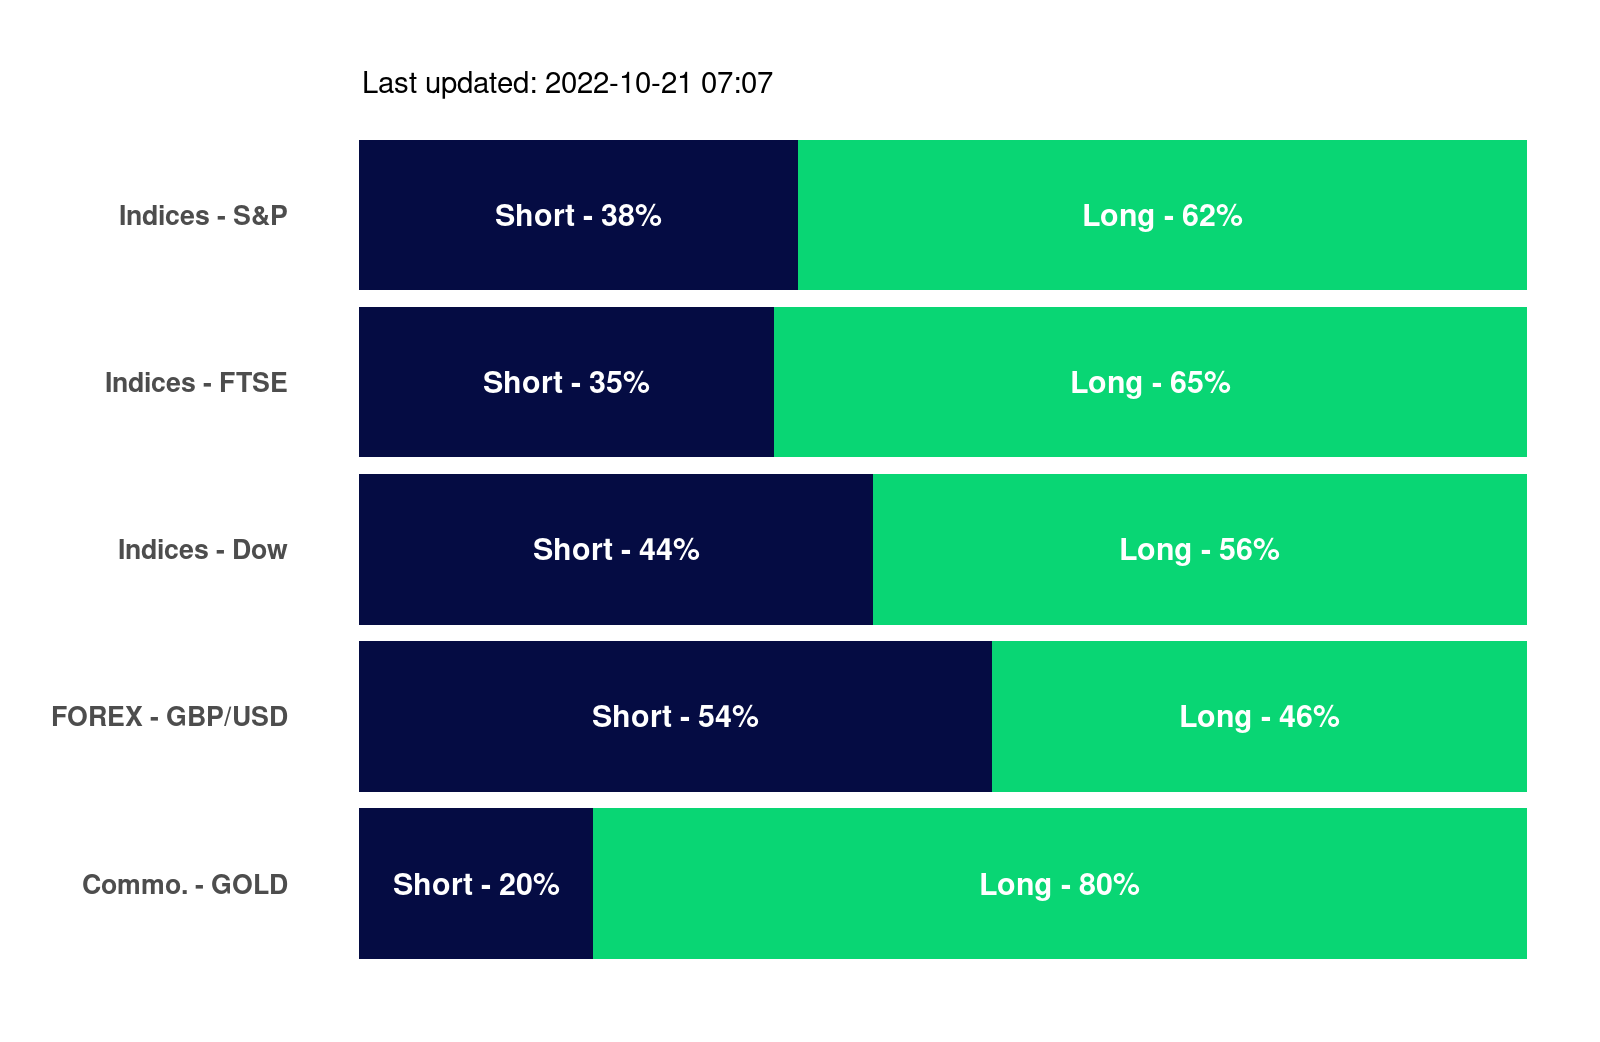 Last updated: 2022-10-21 07:07
Indices - S&P Short - 38% Long - 62%
Indices - FTSE Short - 35% Long - 65%
Indices - Dow Short - 44% Long - 56%
FOREX - GBP/USD Short - 54% Long - 46%
Commo. - GOLD Short - 20% Long - 80%